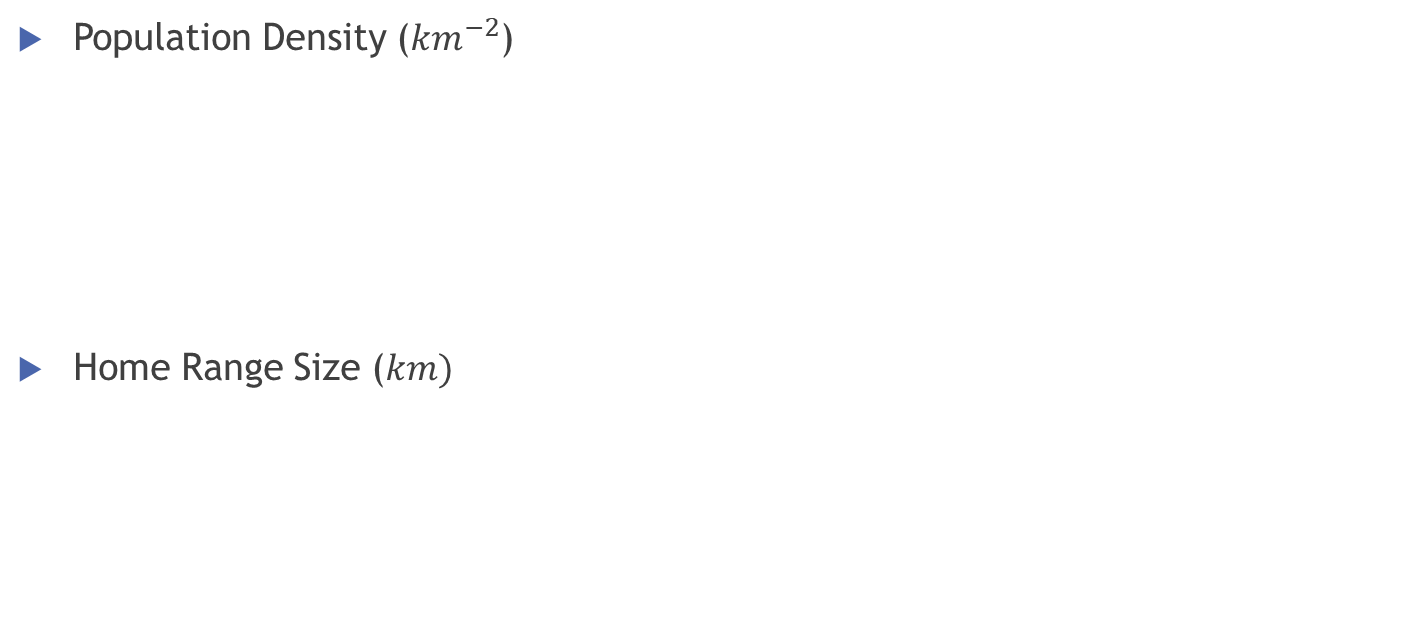 ▶ Population Density (km⁻²)
▶ Home Range Size (km)